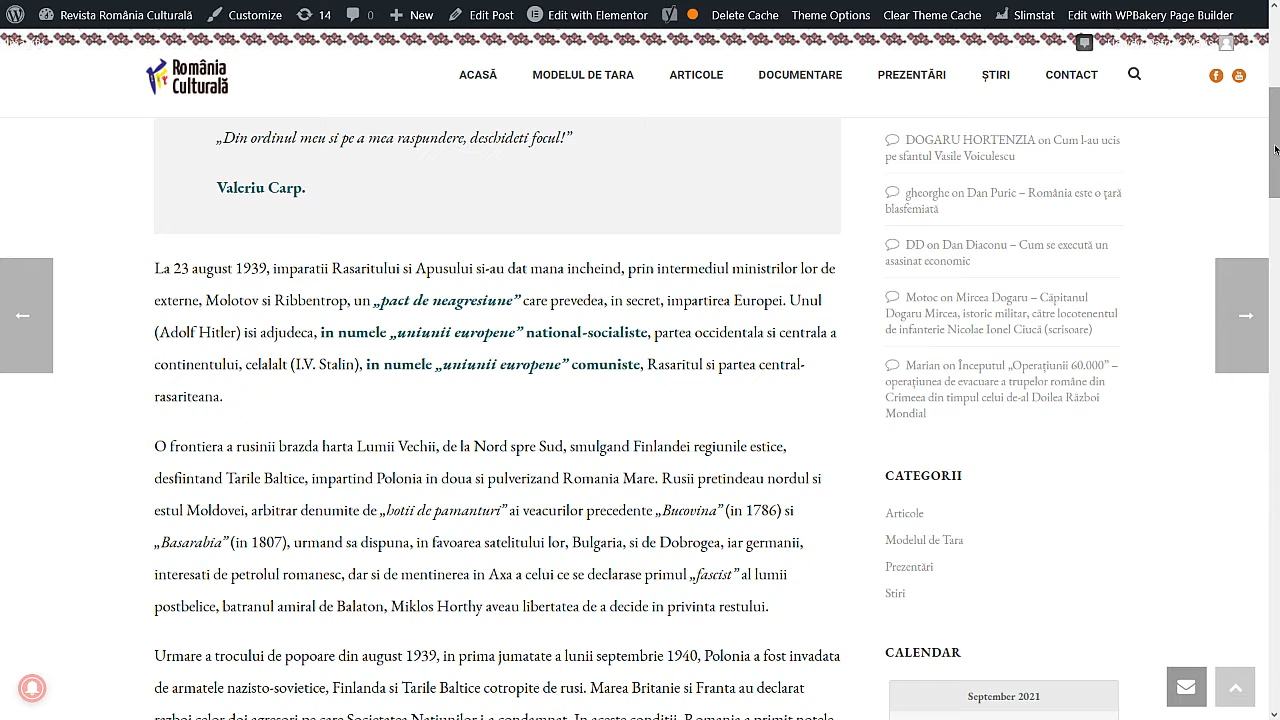 Revista România Culturală Customize 14 0 New Edit Post Edit with Elementor Delete Cache Theme Options Clear Theme Cache Slimstat Edit with WPBakery Page Builder
România
Culturală
ACASĂ MODELUL DE TARA ARTICOLE DOCUMENTARE PREZENTĂRI ȘTIRI CONTACT
„Din ordinul meu si pe a mea raspundere, deschideti focul!”
Valeriu Carp.
La 23 august 1939, imparatii Rasaritului si Apusului si-au dat mana incheind, prin intermediul ministrilor lor de
externe, Molotov si Ribbentrop, un „pact de neagresiune” care prevedea, in secret, impartirea Europei. Unul
(Adolf Hitler) isi adjudeca, in numele „uniunii europene” national-socialiste, partea occidentala si centrala a
continentului, celalalt (I.V. Stalin), in numele „uniunii europene” comuniste, Rasaritul si partea central-
rasariteana.
O frontiera a rusinii brazda harta Lumii Vechii, de la Nord spre Sud, smulgand Finlandei regiunile estice,
desfiintand Tarile Baltice, impartind Polonia in doua si pulverizand Romania Mare. Rusii pretindeau nordul si
estul Moldovei, arbitrar denumite de „hotii de pamanturi” ai veacurilor precedente „Bucovina” (in 1786) si
„Basarabia” (in 1807), urmand sa dispuna, in favoarea satelitului lor, Bulgaria, si de Dobrogea, iar germanii,
interesati de petrolul romanesc, dar si de mentinerea in Axa a celui ce se declarase primul „fascist” al lumii
postbelice, batranul amiral de Balaton, Miklos Horthy aveau libertatea de a decide in privinta restului.
Urmare a trocului de popoare din august 1939, in prima jumatate a lunii septembrie 1940, Polonia a fost invadata
de armatele nazisto-sovietice, Finlanda si Tarile Baltice cotropite de rusi. Marea Britanie si Franta au declarat
razboi celor doi agresori pe care Societatea Natiunilor i-a condamnat. In aceste conditii, Romania a primit notele
DOGARU HORTENZIA on Cum l-au ucis
pe sfantul Vasile Voiculescu
gheorghe on Dan Puric – România este o țară
blasfemiată
DD on Dan Diaconu – Cum se execută un
asasinat economic
Motoc on Mircea Dogaru – Căpitanul
Dogaru Mircea, istoric militar, către locotenentul
de infanterie Nicolae Ionel Ciucă (scrisoare)
Marian on Începutul „Operațiunii 60.000” –
operațiunea de evacuare a trupelor române din
Crimeea din timpul celui de-al Doilea Război
Mondial
CATEGORII
Articole
Modelul de Tara
Prezentări
Stiri
CALENDAR
September 2021